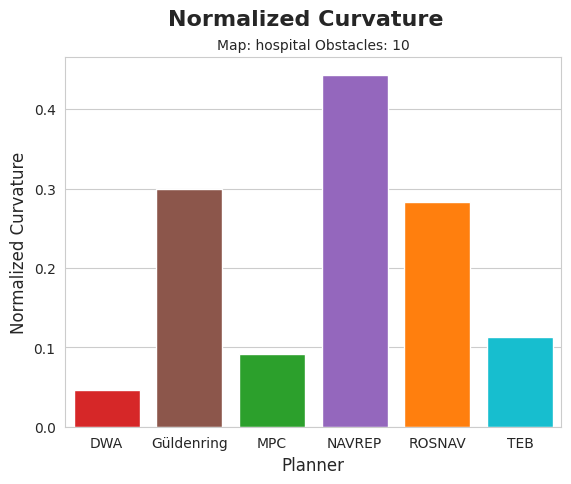 Normalized Curvature
Map: hospital Obstacles: 10
Normalized Curvature
0.4
0.3
0.2
0.1
0.0
DWA Güldenring MPC NAVREP ROSNAV TEB
Planner